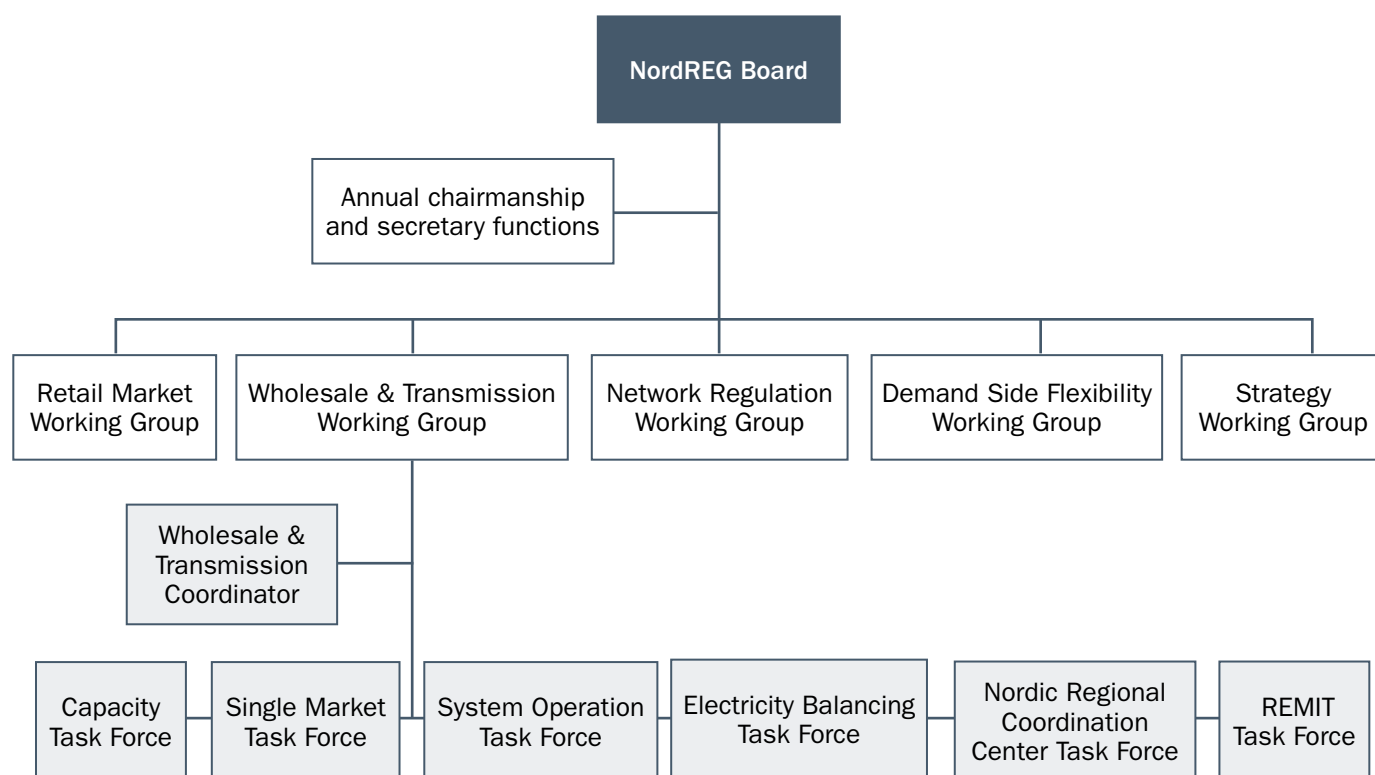 NordREG Board
Annual chairmanship
and secretary functions
Retail Market
Working Group
Wholesale & Transmission
Working Group
Network Regulation
Working Group
Demand Side Flexibility
Working Group
Strategy
Working Group
Wholesale &
Transmission
Coordinator
Capacity
Task Force
Single Market
Task Force
System Operation
Task Force
Electricity Balancing
Task Force
Nordic Regional
Coordination
Center Task Force
REMIT
Task Force